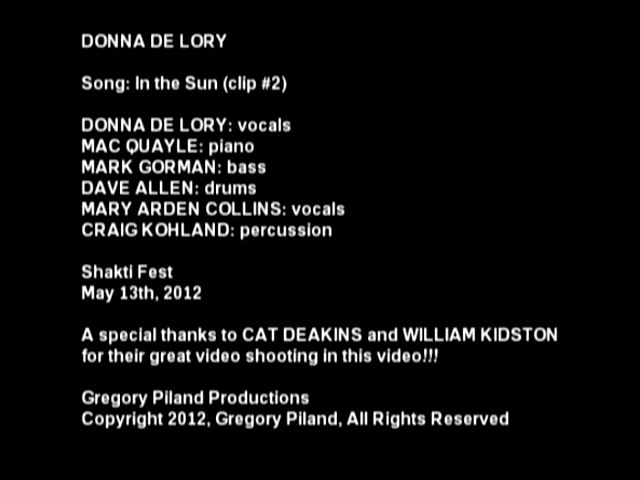 DONNA DE LORY
Song: In the Sun (clip #2)
DONNA DE LORY: vocals
MAC QUAYLE: piano
MARK GORMAN: bass
DAVE ALLEN: drums
MARY ARDEN COLLINS: vocals
CRAIG KOHLAND: percussion
Shakti Fest
May 13th, 2012
A special thanks to CAT DEAKINS and WILLIAM KIDSTON
for their great video shooting in this video!!!
Gregory Piland Productions
Copyright 2012, Gregory Piland, All Rights Reserved